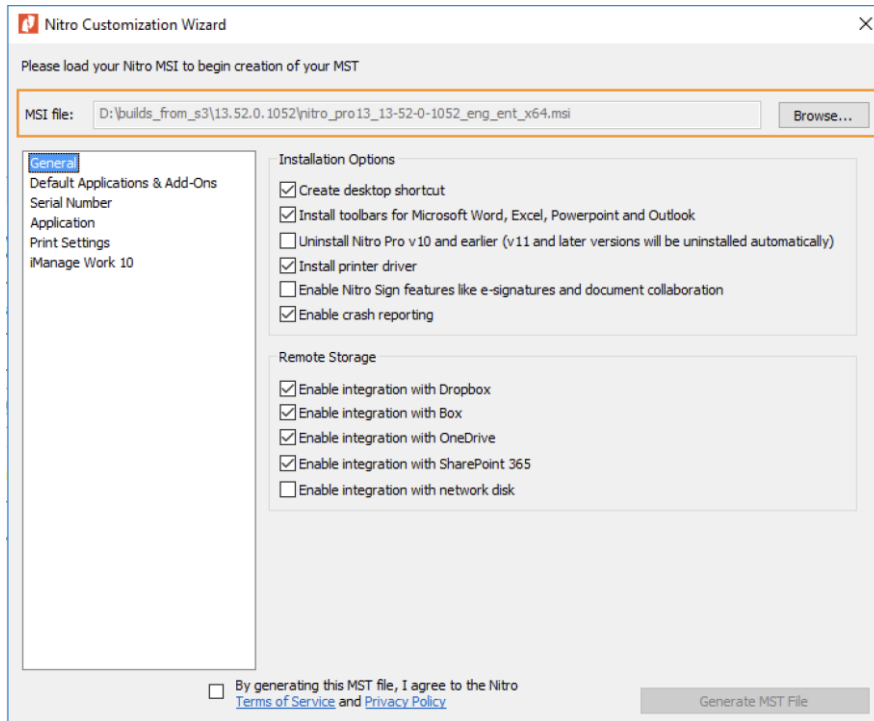 Nitro Customization Wizard
Please load your Nitro MSI to begin creation of your MST
MSI file: D:\builds_from_s3\13.52.0.1052\nitro_pro13_13-52-0-1052_eng_ent_x64.msi Browse...
General
Default Applications & Add-Ons
Serial Number
Application
Print Settings
iManage Work 10
Installation Options
Create desktop shortcut
Install toolbars for Microsoft Word, Excel, Powerpoint and Outlook
Uninstall Nitro Pro v10 and earlier (v11 and later versions will be uninstalled automatically)
Install printer driver
Enable Nitro Sign features like e-signatures and document collaboration
Enable crash reporting
Remote Storage
Enable integration with Dropbox
Enable integration with Box
Enable integration with OneDrive
Enable integration with SharePoint 365
Enable integration with network disk
By generating this MST file, I agree to the Nitro
Terms of Service and Privacy Policy
Generate MST File